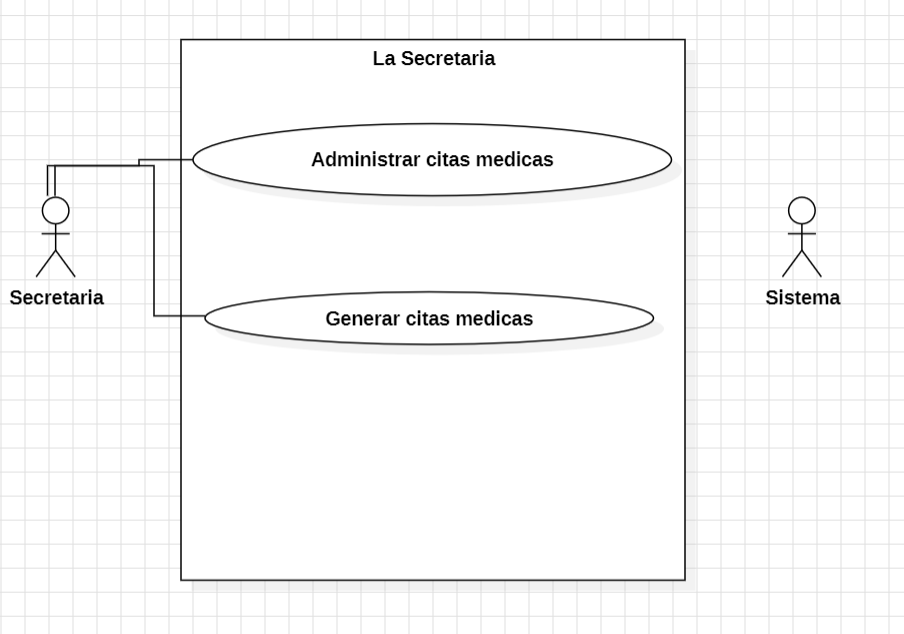 La Secretaria
Administrar citas medicas
Secretaria
Sistema
Generar citas medicas